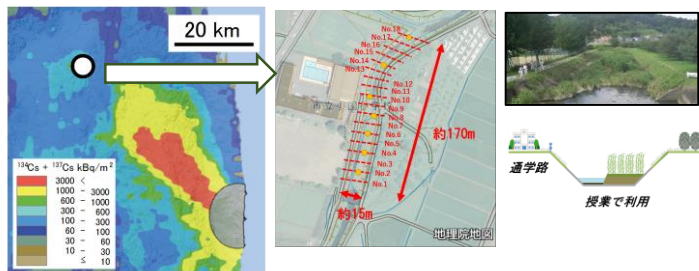 20 km
¹³⁴Cs + ¹³⁷Cs kBq/m²
3000 <
1000 - 3000
600 - 1000
300 - 600
100 - 300
60 - 100
30 - 60
10 - 30
≤ 10
No.18
No.17
No.16
No.15
No.14
No.13
No.12
No.11
No.10
No.9
No.8
No.7
No.6
No.5
No.4
No.3
No.2
No.1
約170m
約15m
地理院地図
通学路
授業で利用